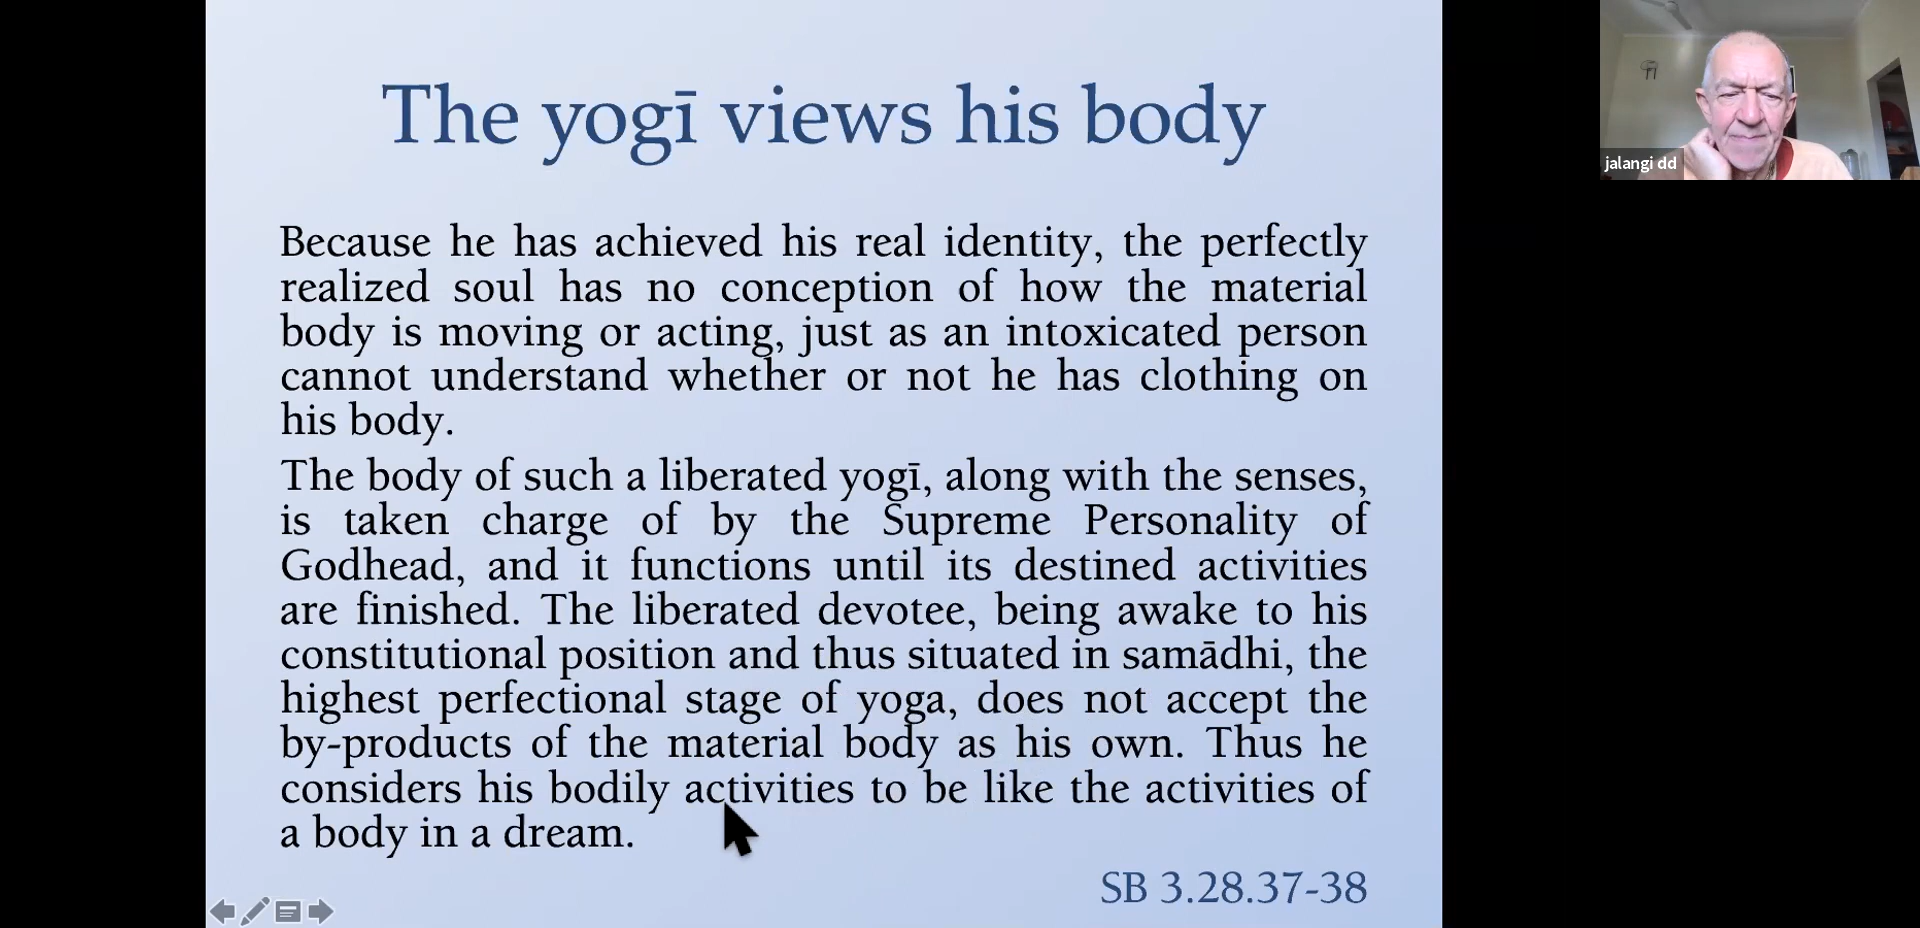 The yogī views his body
Because he has achieved his real identity, the perfectly
realized soul has no conception of how the material
body is moving or acting, just as an intoxicated person
cannot understand whether or not he has clothing on
his body.
The body of such a liberated yogī, along with the senses,
is taken charge of by the Supreme Personality of
Godhead, and it functions until its destined activities
are finished. The liberated devotee, being awake to his
constitutional position and thus situated in samādhi, the
highest perfectional stage of yoga, does not accept the
by-products of the material body as his own. Thus he
considers his bodily activities to be like the activities of
a body in a dream.
SB 3.28.37-38
jalangi dd